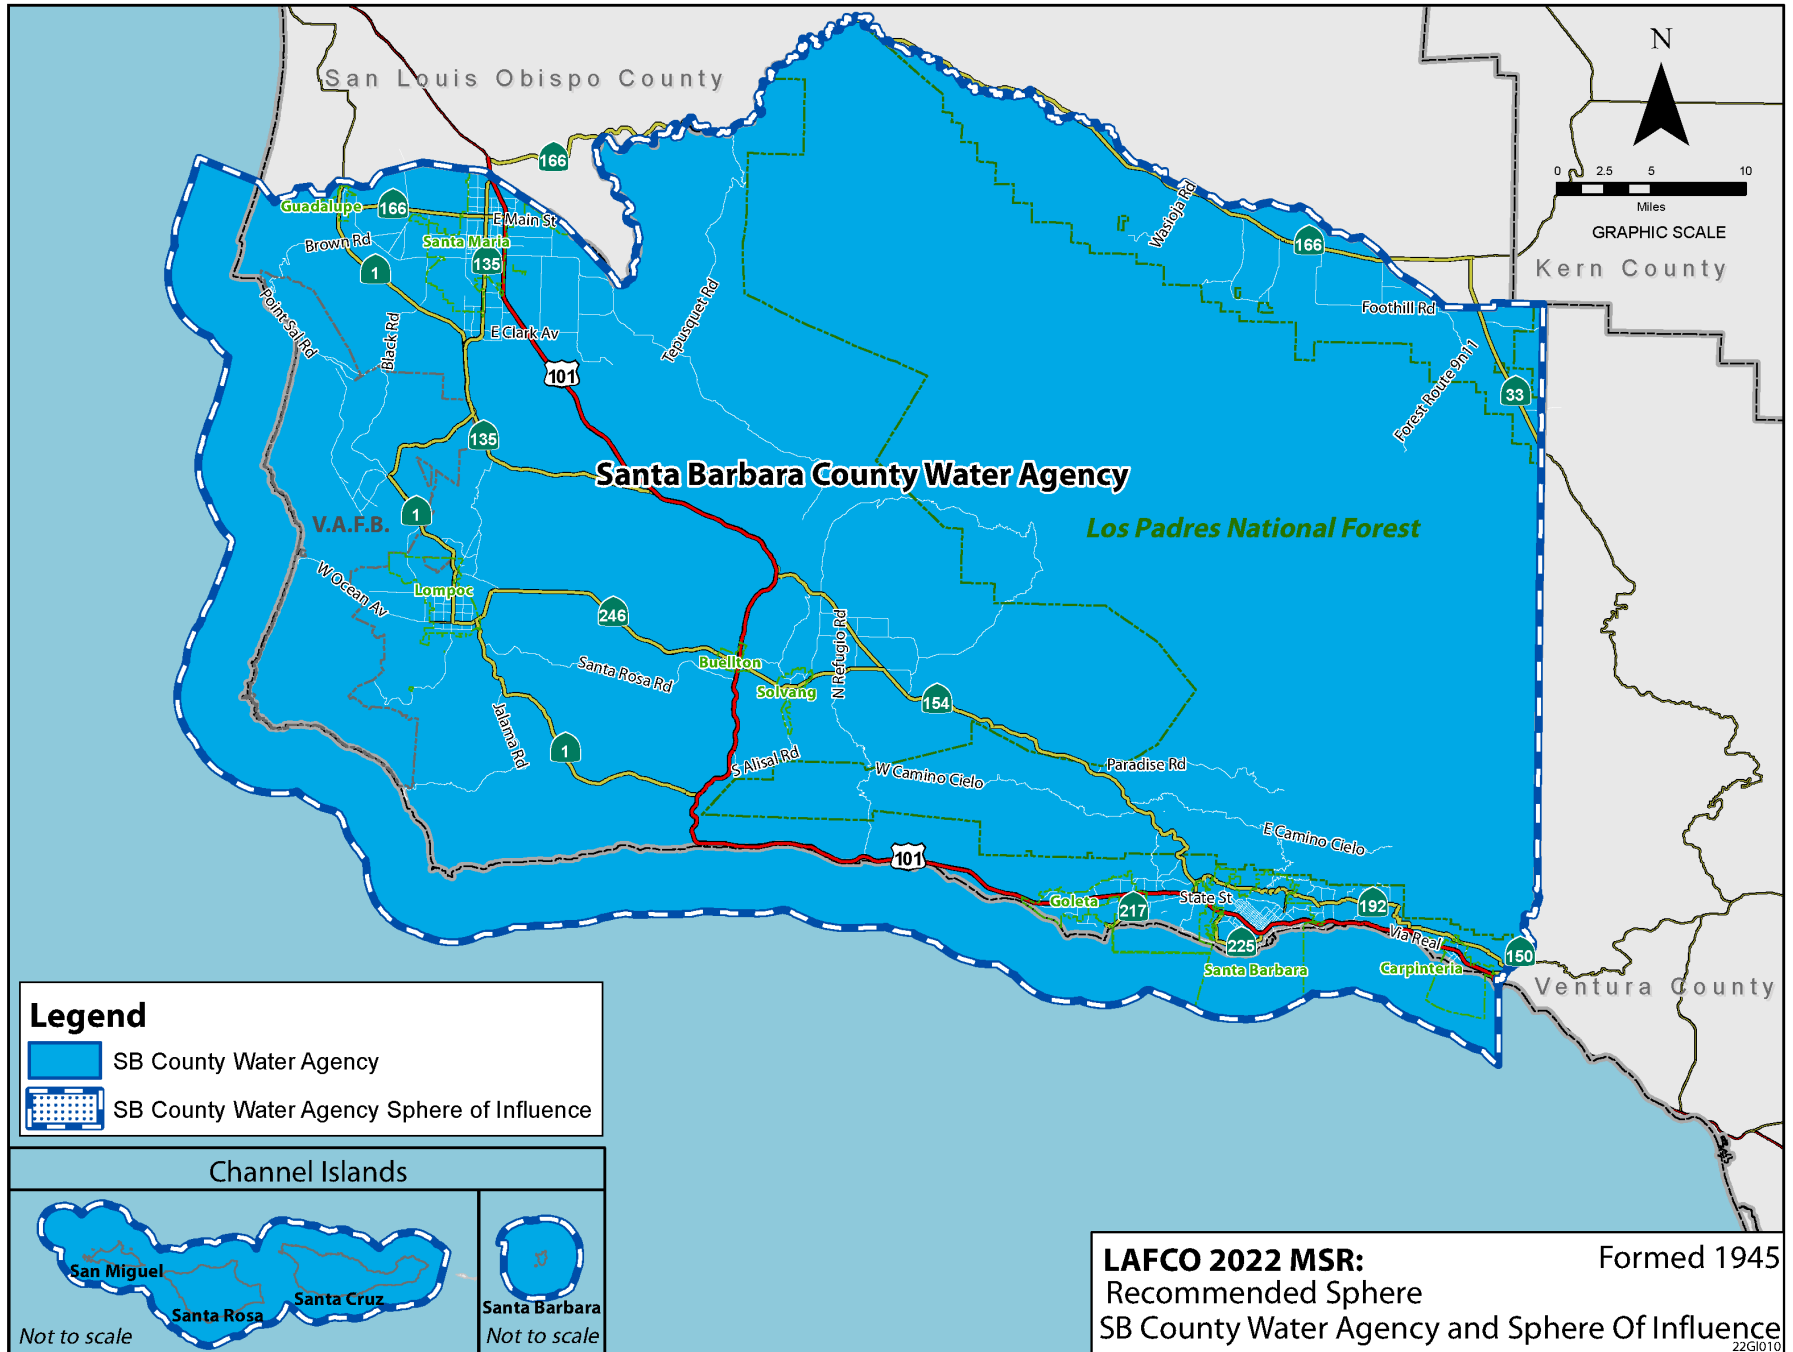 San Louis Obispo County
N
0 2.5 5 10
Miles
GRAPHIC SCALE
Kern County
166
Guadalupe
166
E Main St
Brown Rd
Santa Maria
135
1
Wasioja Rd
166
Point Sal Rd
Black Rd
E Clark Av
Tepusquet Rd
Foothill Rd
101
Forest Route 9n11
33
135
Santa Barbara County Water Agency
1
V.A.F.B.
Los Padres National Forest
W Ocean Av
Lompoc
246
N Refugio Rd
Buellton
Santa Rosa Rd
Solvang
154
Jalama Rd
1
S Alisal Rd
W Camino Cielo
Paradise Rd
E Camino Cielo
101
Goleta
217
State St
192
225
Via Real
150
Santa Barbara
Carpinteria
Ventura County
Legend
SB County Water Agency
SB County Water Agency Sphere of Influence
Channel Islands
San Miguel
Santa Rosa
Santa Cruz
Not to scale
Santa Barbara
Not to scale
LAFCO 2022 MSR: Formed 1945
Recommended Sphere
SB County Water Agency and Sphere Of Influence
22GI010